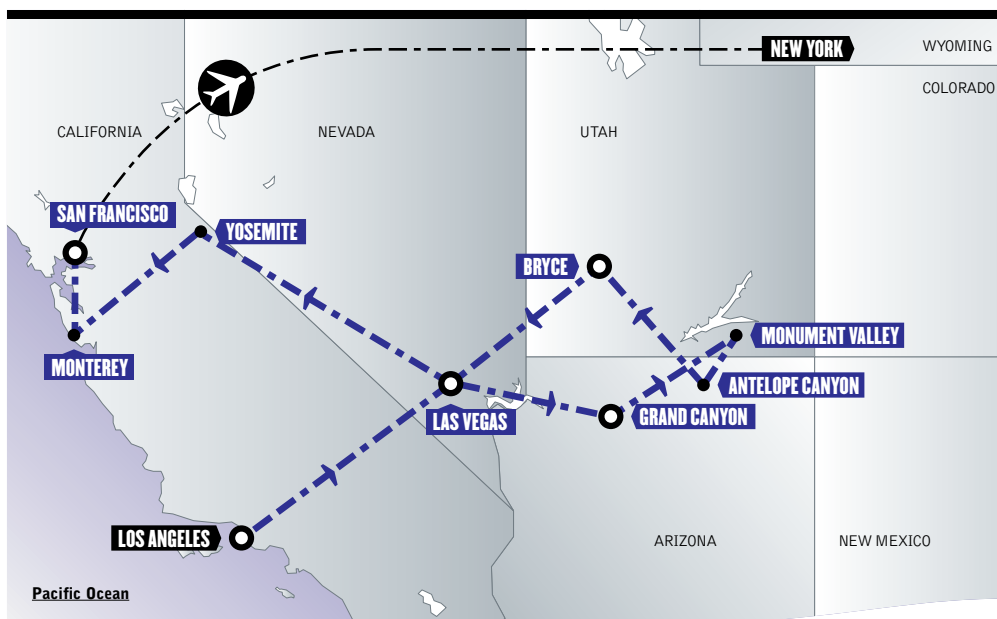 NEW YORK
WYOMING
COLORADO
CALIFORNIA
NEVADA
UTAH
SAN FRANCISCO
YOSEMITE
BRYCE
MONUMENT VALLEY
MONTEREY
ANTELOPE CANYON
LAS VEGAS
GRAND CANYON
LOS ANGELES
ARIZONA
NEW MEXICO
Pacific Ocean